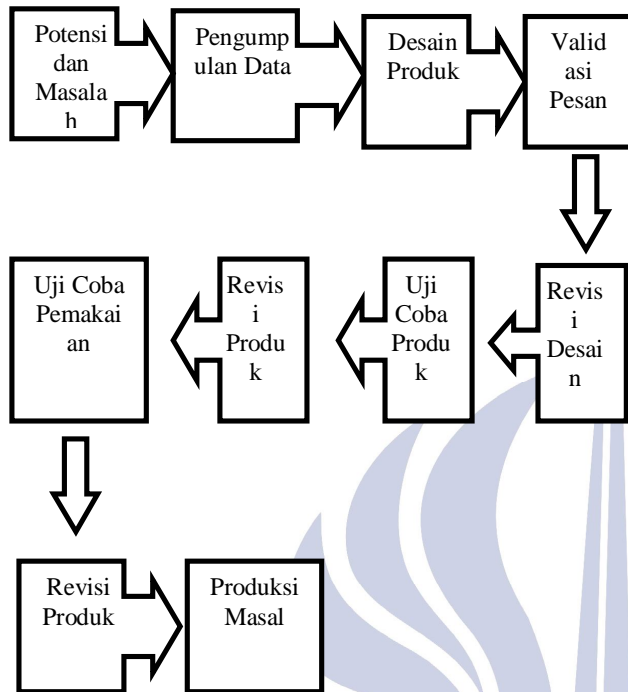 Potensi
dan
Masala
h
Pengump
ulan Data
Desain
Produk
Valid
asi
Pesan
Revis
i
Desai
n
Uji
Coba
Produ
k
Revis
i
Produ
k
Uji Coba
Pemakai
an
Revisi
Produk
Produksi
Masal